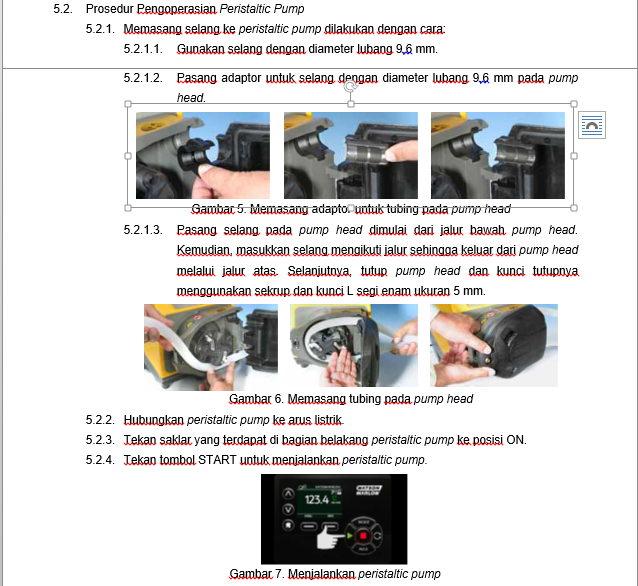 5.2. Prosedur Pengoperasian Peristaltic Pump
5.2.1. Memasang selang ke peristaltic pump dilakukan dengan cara:
5.2.1.1. Gunakan selang dengan diameter lubang 9,6 mm.
5.2.1.2. Pasang adaptor untuk selang dengan diameter lubang 9,6 mm pada pump
head.
Gambar 5. Memasang adaptor untuk tubing pada pump head
5.2.1.3. Pasang selang pada pump head dimulai dari jalur bawah pump head.
Kemudian, masukkan selang mengikuti jalur sehingga keluar dari pump head
melalui jalur atas. Selanjutnya, tutup pump head dan kunci tutupnya
menggunakan sekrup dan kunci L segi enam ukuran 5 mm.
Gambar 6. Memasang tubing pada pump head
5.2.2. Hubungkan peristaltic pump ke arus listrik.
5.2.3. Tekan saklar yang terdapat di bagian belakang peristaltic pump ke posisi ON.
5.2.4. Tekan tombol START untuk menjalankan peristaltic pump.
123.4
WATSON
MARLOW
MAX
Gambar 7. Menjalankan peristaltic pump